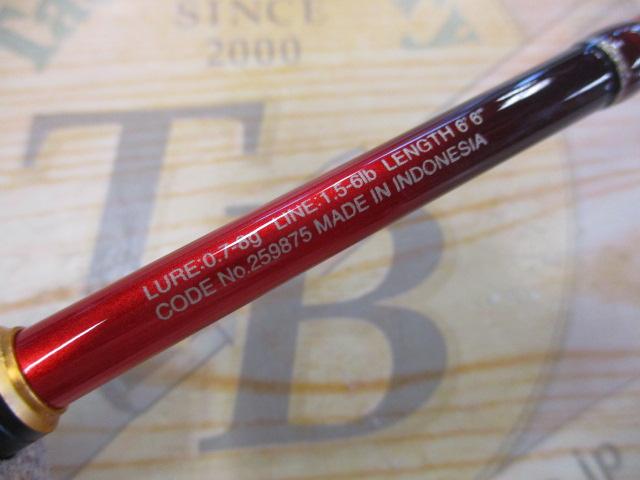 SINCE
2000
TB
LURE:0.7-8g LINE:1.5-6lb LENGTH 6'6"
CODE No.259875 MADE IN INDONESIA